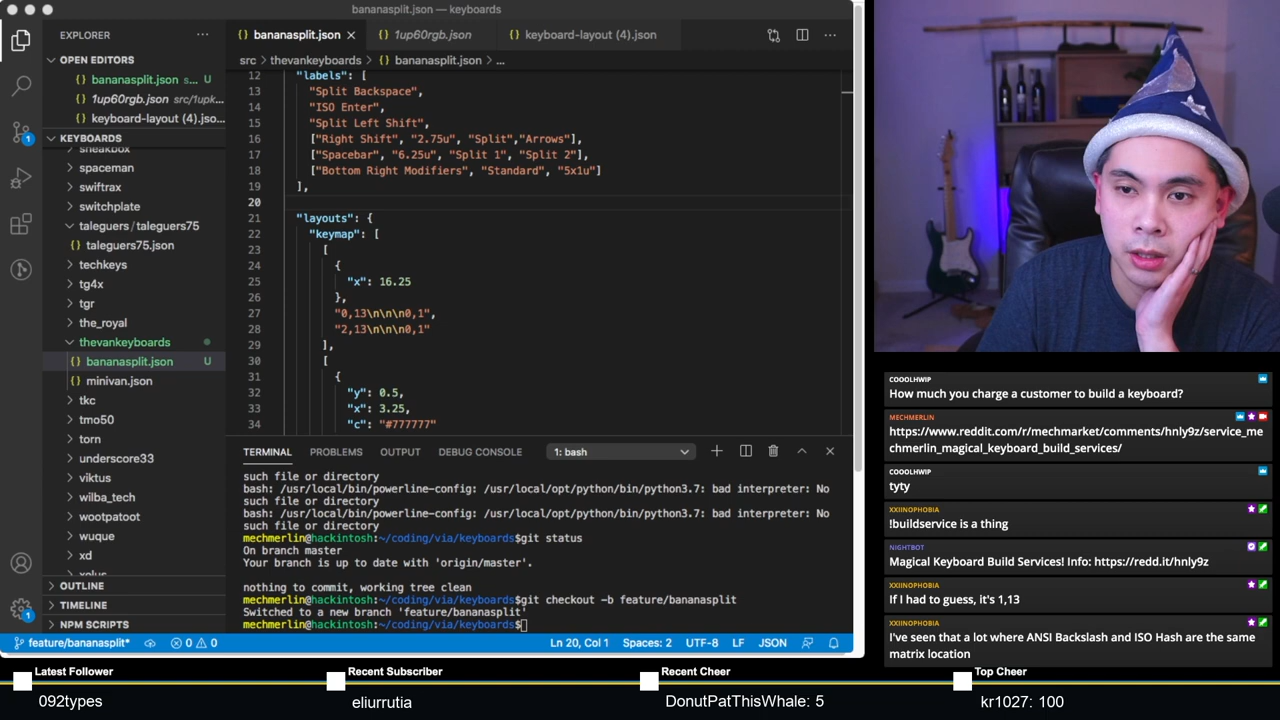 bananasplit.json — keyboards
EXPLORER
OPEN EDITORS
{} bananasplit.json s... U
{} 1up60rgb.json src/1upk...
{} keyboard-layout (4).jso...
KEYBOARDS
sneakbox
spaceman
swiftrax
switchplate
taleguers / taleguers75
{} taleguers75.json
techkeys
tg4x
tgr
the_royal
thevankeyboards
{} bananasplit.json U
{} minivan.json
tkc
tmo50
torn
underscore33
viktus
wilba_tech
wootpatoot
wuque
xd
xelus
OUTLINE
TIMELINE
NPM SCRIPTS
1
1
{} bananasplit.json
{} 1up60rgb.json
{} keyboard-layout (4).json
src > thevankeyboards > {} bananasplit.json > ...
12 "labels": [
13 "Split Backspace",
14 "ISO Enter",
15 "Split Left Shift",
16 ["Right Shift", "2.75u", "Split","Arrows"],
17 ["Spacebar", "6.25u", "Split 1", "Split 2"],
18 ["Bottom Right Modifiers", "Standard", "5x1u"]
19 ],
20
21 "layouts": {
22 "keymap": [
23 [
24 {
25 "x": 16.25
26 },
27 "0,13\n\n\n0,1",
28 "2,13\n\n\n0,1"
29 ],
30 [
31 {
32 "y": 0.5,
33 "x": 3.25,
34 "c": "#777777"
TERMINAL PROBLEMS OUTPUT DEBUG CONSOLE 1: bash
such file or directory
bash: /usr/local/bin/powerline-config: /usr/local/opt/python/bin/python3.7: bad interpreter: No
such file or directory
bash: /usr/local/bin/powerline-config: /usr/local/opt/python/bin/python3.7: bad interpreter: No
such file or directory
mechmerlin@hackintosh:~/coding/via/keyboards$git status
On branch master
Your branch is up to date with 'origin/master'.
nothing to commit, working tree clean
mechmerlin@hackintosh:~/coding/via/keyboards$git checkout -b feature/bananasplit
Switched to a new branch 'feature/bananasplit'
mechmerlin@hackintosh:~/coding/via/keyboards$
feature/bananasplit* 0 0 Ln 20, Col 1 Spaces: 2 UTF-8 LF JSON
COOOLHWIP
How much you charge a customer to build a keyboard?
MECHMERLIN
https://www.reddit.com/r/mechmarket/comments/hnly9z/service_me
chmerlin_magical_keyboard_build_services/
COOOLHWIP
tyty
XXIINOPHOBIA
!buildservice is a thing
NIGHTBOT
Magical Keyboard Build Services! Info: https://redd.it/hnly9z
XXIINOPHOBIA
If I had to guess, it's 1,13
XXIINOPHOBIA
I've seen that a lot where ANSI Backslash and ISO Hash are the same
matrix location
Latest Follower
092types
Recent Subscriber
eliurrutia
Recent Cheer
DonutPatThisWhale: 5
Top Cheer
kr1027: 100